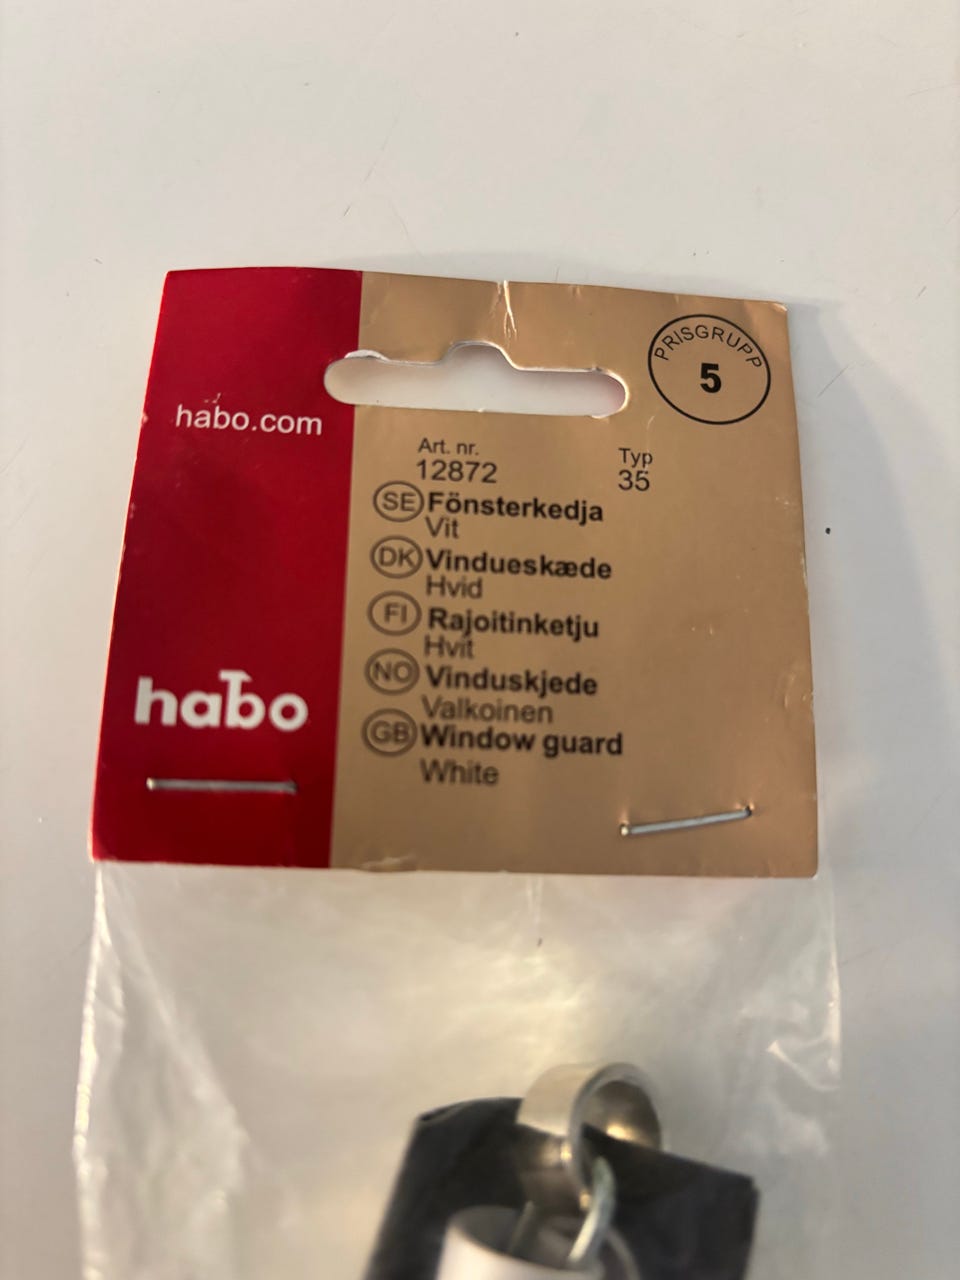 PRISGRUPP
5
habo.com
Art. nr.
12872
Typ
35
SE Fönsterkedja
Vit
DK Vindueskæde
Hvid
FI Rajoitinketju
Hvit
NO Vinduskjede
Valkoinen
GB Window guard
White
habo